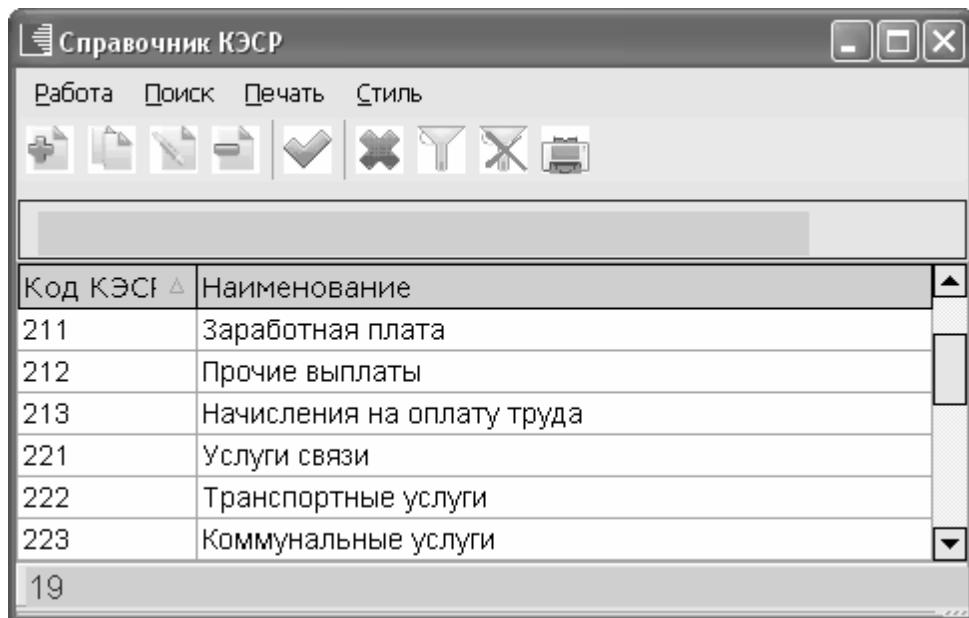 Справочник КЭСР
Работа Поиск Печать Стиль
Код КЭСР Наименование
211 Заработная плата
212 Прочие выплаты
213 Начисления на оплату труда
221 Услуги связи
222 Транспортные услуги
223 Коммунальные услуги
19